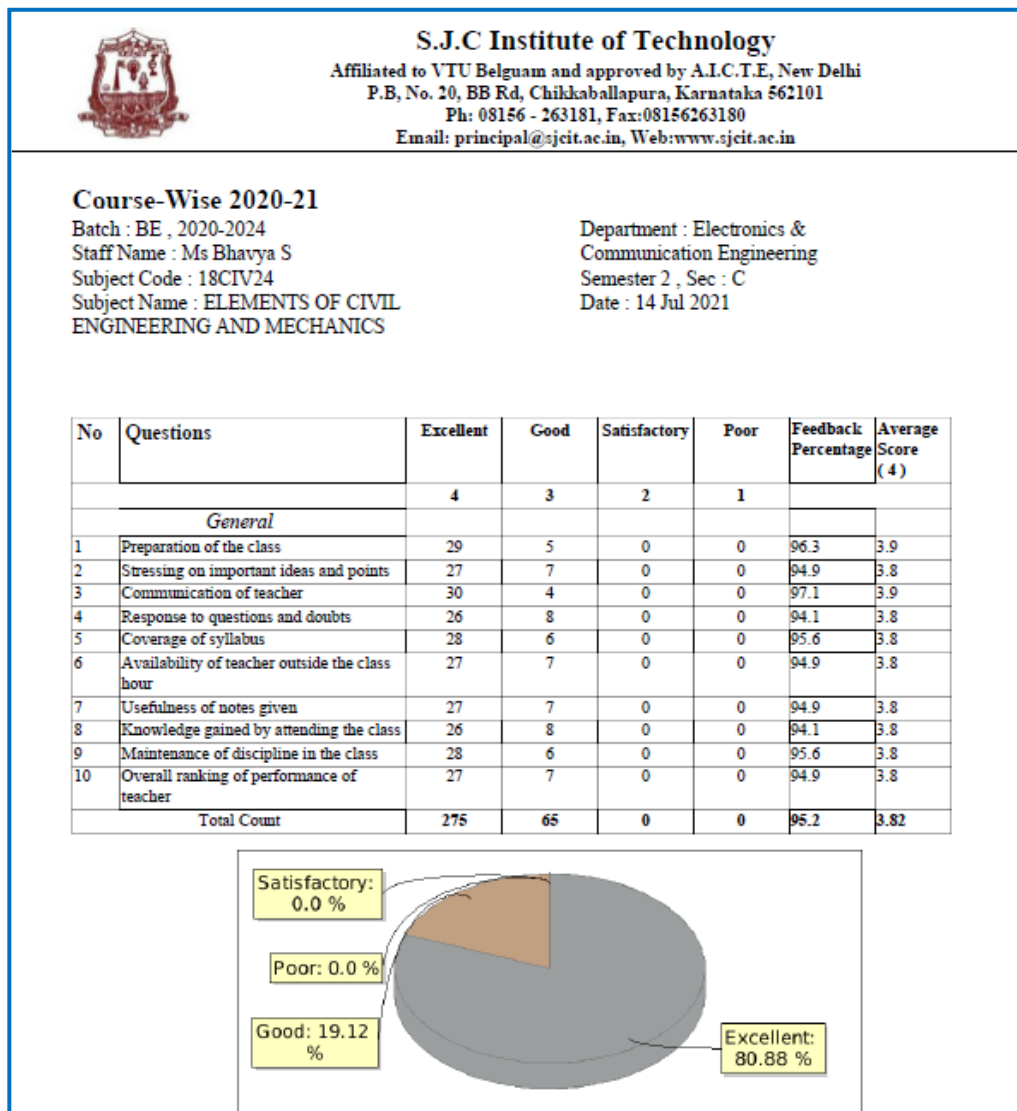 S.J.C Institute of Technology
Affiliated to VTU Belguam and approved by A.I.C.T.E, New Delhi
P.B, No. 20, BB Rd, Chikkaballapura, Karnataka 562101
Ph: 08156 - 263181, Fax:08156263180
Email: principal@sjcit.ac.in, Web:www.sjcit.ac.in
Course-Wise 2020-21
Batch : BE , 2020-2024
Staff Name : Ms Bhavya S
Subject Code : 18CIV24
Subject Name : ELEMENTS OF CIVIL
ENGINEERING AND MECHANICS
Department : Electronics &
Communication Engineering
Semester 2 , Sec : C
Date : 14 Jul 2021
No Questions Excellent Good Satisfactory Poor Feedback Average
Percentage Score
( 4 )
4 3 2 1
General
1 Preparation of the class 29 5 0 0 96.3 3.9
2 Stressing on important ideas and points 27 7 0 0 94.9 3.8
3 Communication of teacher 30 4 0 0 97.1 3.9
4 Response to questions and doubts 26 8 0 0 94.1 3.8
5 Coverage of syllabus 28 6 0 0 95.6 3.8
6 Availability of teacher outside the class 27 7 0 0 94.9 3.8
hour
7 Usefulness of notes given 27 7 0 0 94.9 3.8
8 Knowledge gained by attending the class 26 8 0 0 94.1 3.8
9 Maintenance of discipline in the class 28 6 0 0 95.6 3.8
10 Overall ranking of performance of 27 7 0 0 94.9 3.8
teacher
Total Count 275 65 0 0 95.2 3.82
Satisfactory:
0.0 %
Poor: 0.0 %
Good: 19.12
%
Excellent:
80.88 %